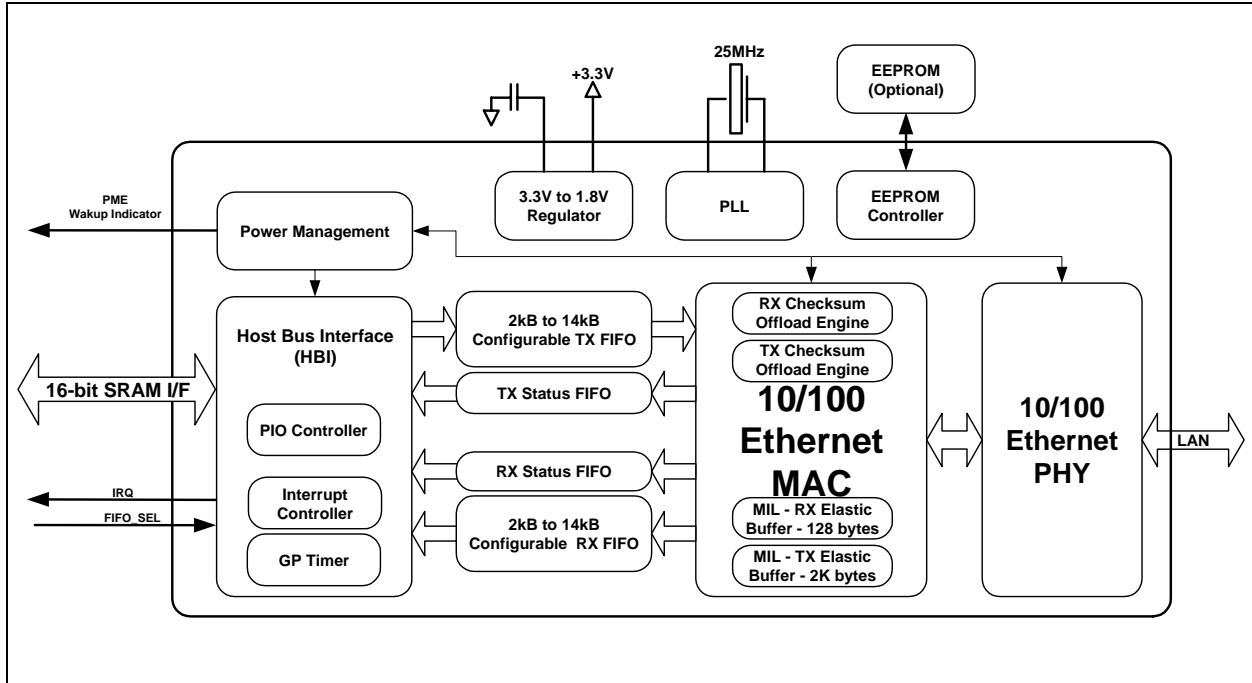 25MHz
+3.3V
EEPROM
(Optional)
3.3V to 1.8V
Regulator
PLL
EEPROM
Controller
PME
Wakup Indicator
Power Management
Host Bus Interface
(HBI)
2kB to 14kB
Configurable TX FIFO
RX Checksum
Offload Engine
TX Checksum
Offload Engine
16-bit SRAM I/F
TX Status FIFO
10/100
Ethernet
MAC
10/100
Ethernet
PHY
LAN
PIO Controller
RX Status FIFO
IRQ
FIFO_SEL
Interrupt
Controller
GP Timer
2kB to 14kB
Configurable RX FIFO
MIL - RX Elastic
Buffer - 128 bytes
MIL - TX Elastic
Buffer - 2K bytes